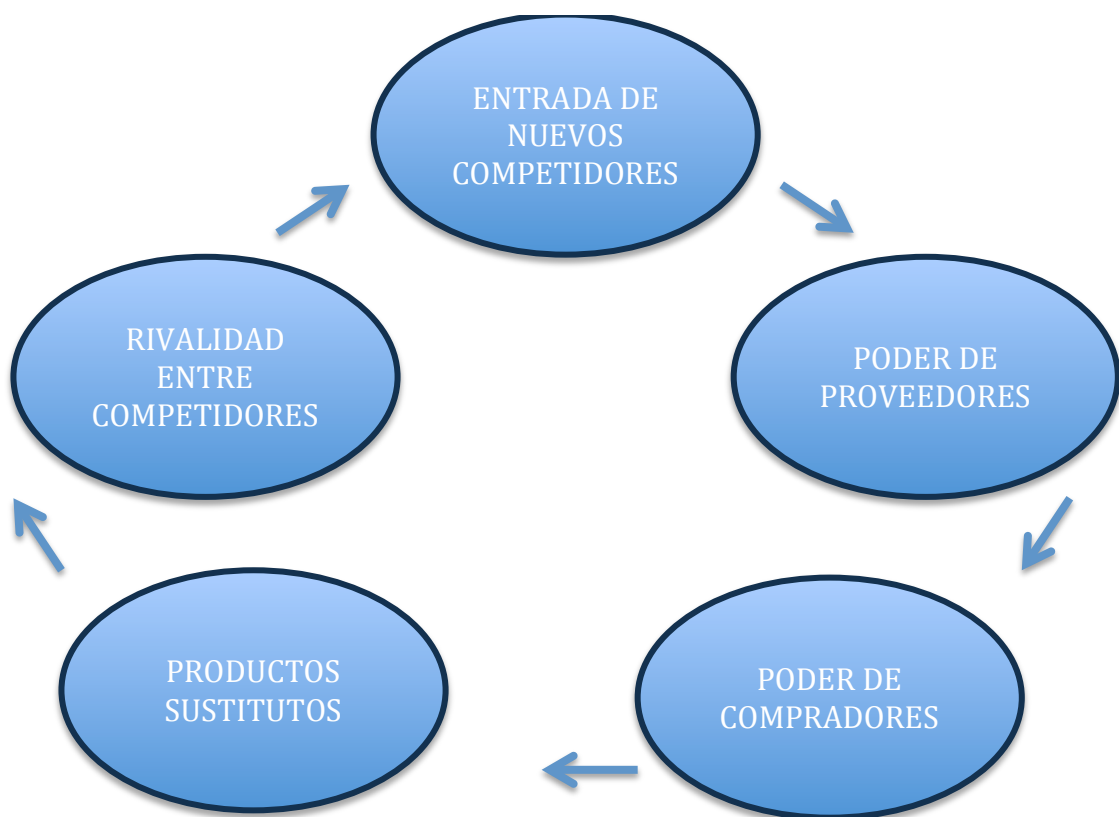 ENTRADA DE
NUEVOS
COMPETIDORES
RIVALIDAD
ENTRE
COMPETIDORES
PODER DE
PROVEEDORES
PRODUCTOS
SUSTITUTOS
PODER DE
COMPRADORES